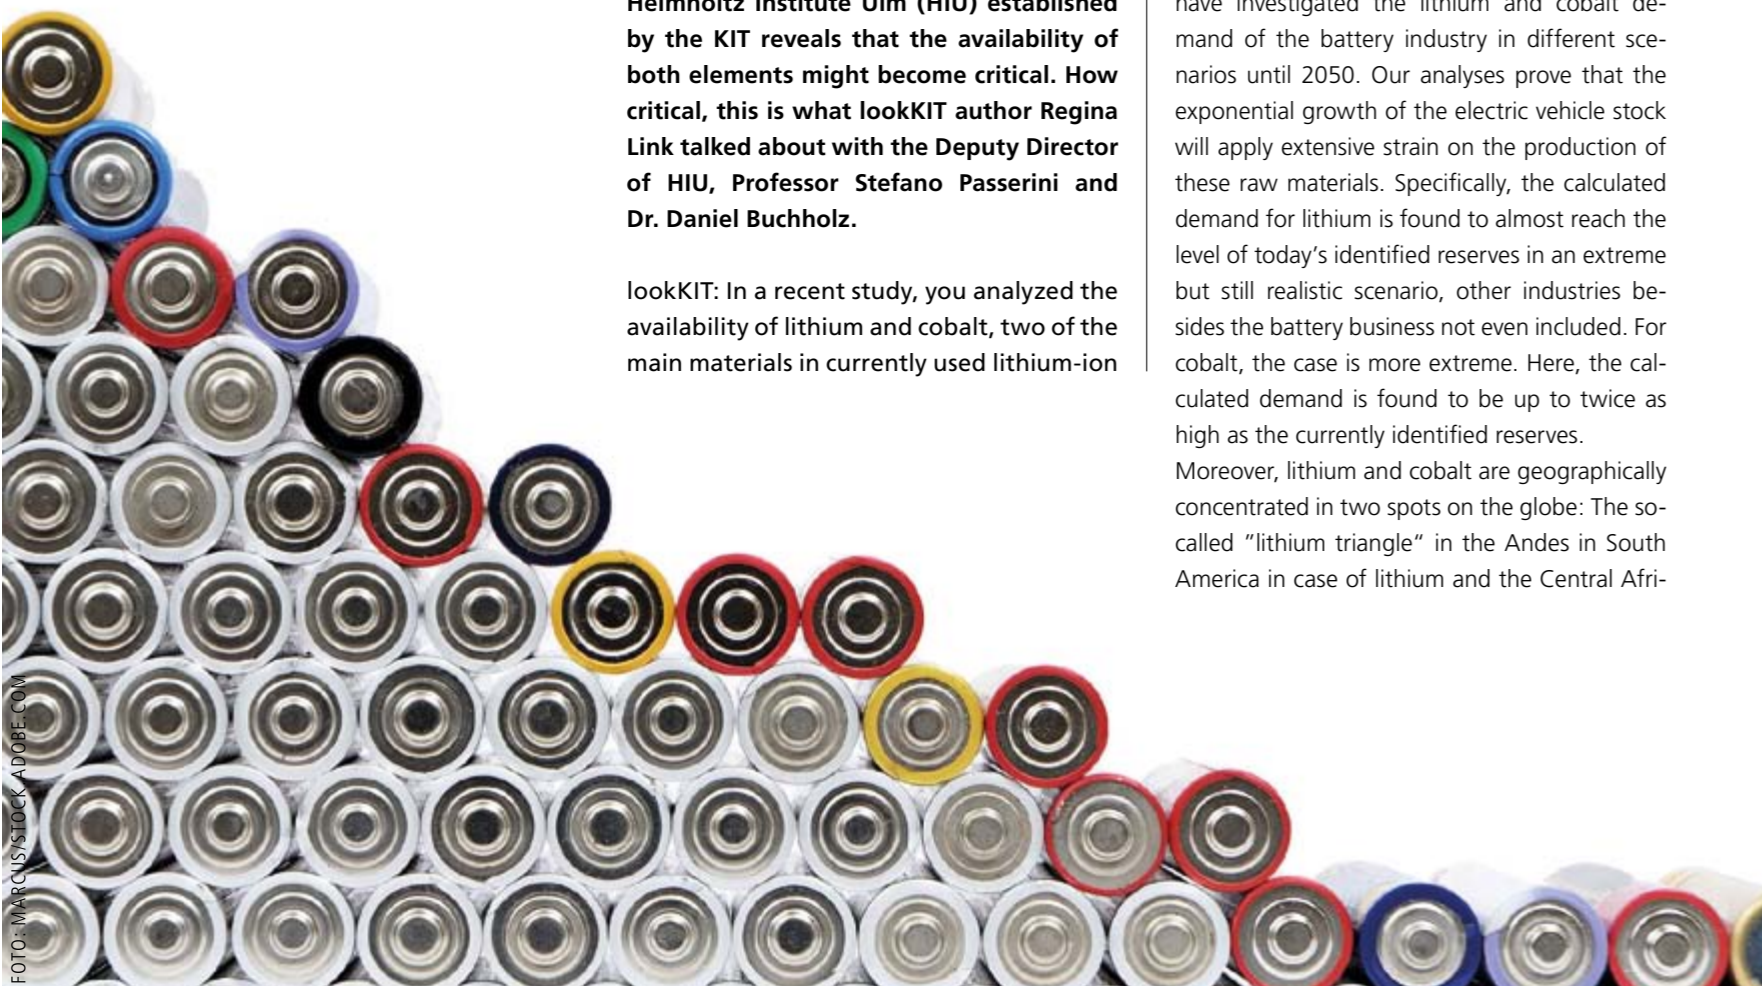 Helmholtz Institute Ulm (HIU) established
by the KIT reveals that the availability of
both elements might become critical. How
critical, this is what lookKIT author Regina
Link talked about with the Deputy Director
of HIU, Professor Stefano Passerini and
Dr. Daniel Buchholz.
lookKIT: In a recent study, you analyzed the
availability of lithium and cobalt, two of the
main materials in currently used lithium-ion
have investigated the lithium and cobalt de-
mand of the battery industry in different sce-
narios until 2050. Our analyses prove that the
exponential growth of the electric vehicle stock
will apply extensive strain on the production of
these raw materials. Specifically, the calculated
demand for lithium is found to almost reach the
level of today’s identified reserves in an extreme
but still realistic scenario, other industries be-
sides the battery business not even included. For
cobalt, the case is more extreme. Here, the cal-
culated demand is found to be up to twice as
high as the currently identified reserves.
Moreover, lithium and cobalt are geographically
concentrated in two spots on the globe: The so-
called ”lithium triangle“ in the Andes in South
America in case of lithium and the Central Afri-
FOTO: MARCUS/STOCK.ADOBE.COM